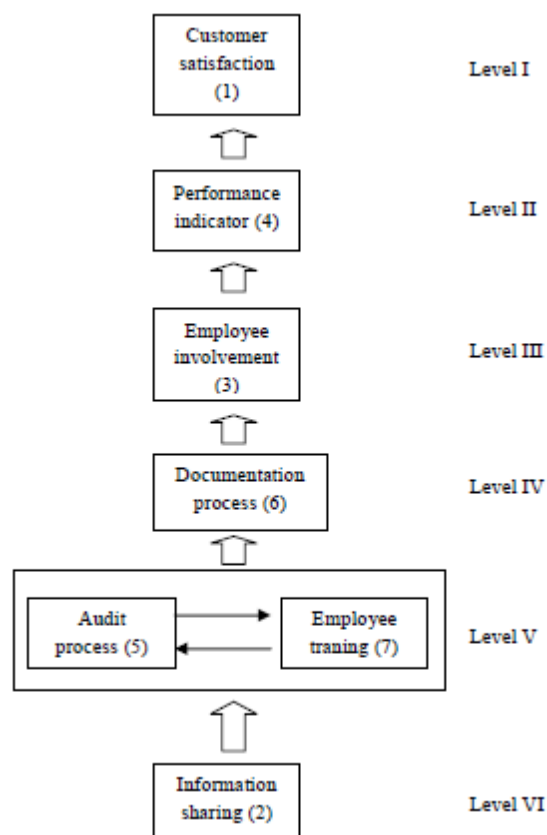 Customer
satisfaction
(1)
Level I
Performance
indicator (4)
Level II
Employee
involvement
(3)
Level III
Documentation
process (6)
Level IV
Audit
process (5)
Employee
traning (7)
Level V
Information
sharing (2)
Level VI